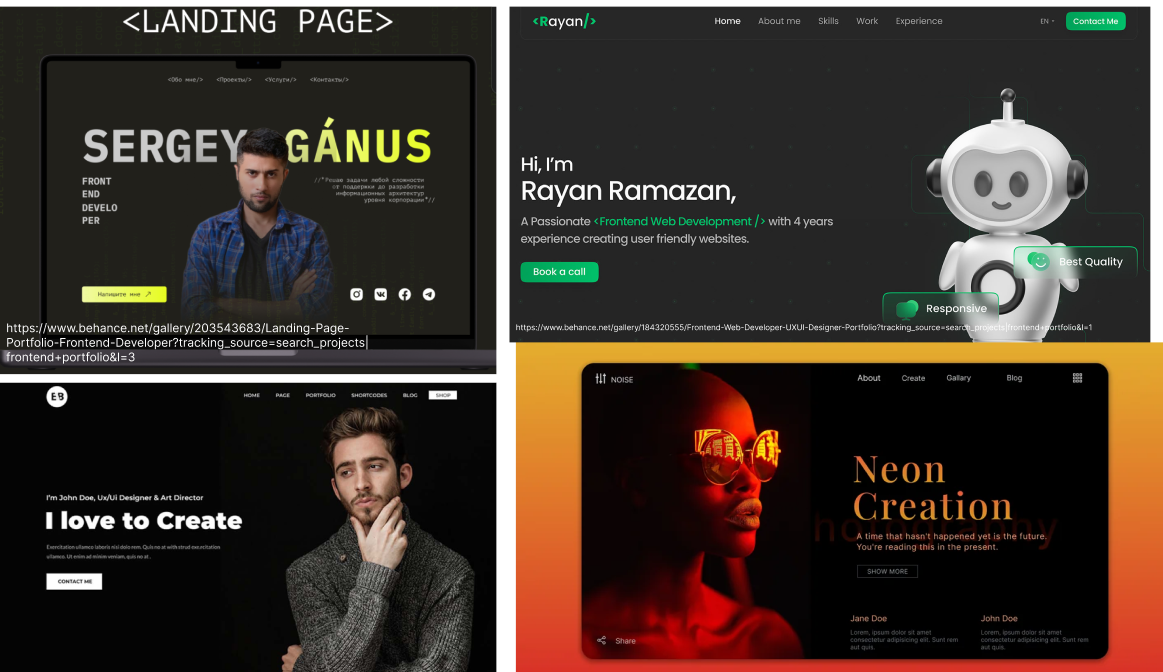 <LANDING PAGE>
<Обо мне/> <Проекты/> <Услуги/> <Контакты/>
SERGEY GÁNUS
FRONT
END
DEVELO
PER
//"Решаю задачи любой сложности
от поддержки до разработки
информационных архитектур
уровня корпорации"//
Напишите мне
https://www.behance.net/gallery/203543683/Landing-Page-
Portfolio-Frontend-Developer?tracking_source=search_projects|
frontend+portfolio&l=3
<Rayan/> Home About me Skills Work Experience EN Contact Me
Hi, I'm
Rayan Ramazan,
A Passionate <Frontend Web Development /> with 4 years
experience creating user friendly websites.
Book a call
Best Quality
Responsive
https://www.behance.net/gallery/184320555/Frontend-Web-Developer-UXUI-Designer-Portfolio?tracking_source=search_projects|frontend+portfolio&l=1
EB HOME PAGE PORTFOLIO SHORTCODES BLOG SHOP
I'm John Doe, Ux/Ui Designer & Art Director
I love to Create
Exercitation ullamco laboris nisi dolo rem. Quis no at with strud exercitation
ullamco. Ut enim ad minim veniam, quis no at..
CONTACT ME
NOISE About Create Gallary Blog
Neon
Creation
A time that hasn't happened yet is the future.
You're reading this in the present.
SHOW MORE
Jane Doe
Lorem, ipsum dolor sit amet
consectetur adipisicing elit. Sunt rem
aut quis.
John Doe
Lorem, ipsum dolor sit amet
consectetur adipisicing elit. Sunt rem
aut quis.
Share